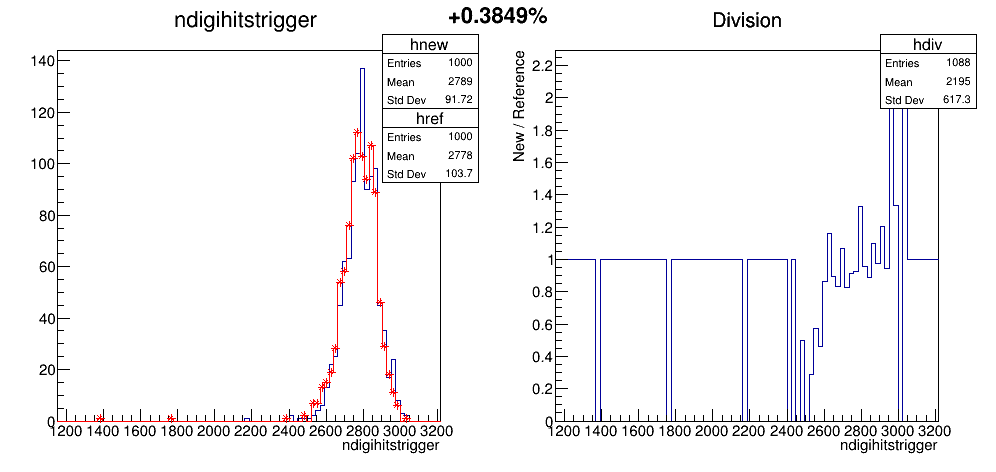 +0.3849%
ndigihitstrigger
hnew
Entries 1000
Mean 2789
Std Dev 91.72
href
Entries 1000
Mean 2778
Std Dev 103.7
140
120
100
80
60
40
20
0
1200 1400 1600 1800 2000 2200 2400 2600 2800 3000 3200
ndigihitstrigger
Division
hdiv
Entries 1088
Mean 2195
Std Dev 617.3
New / Reference
2.2
2
1.8
1.6
1.4
1.2
1
0.8
0.6
0.4
0.2
0
1200 1400 1600 1800 2000 2200 2400 2600 2800 3000 3200
ndigihitstrigger